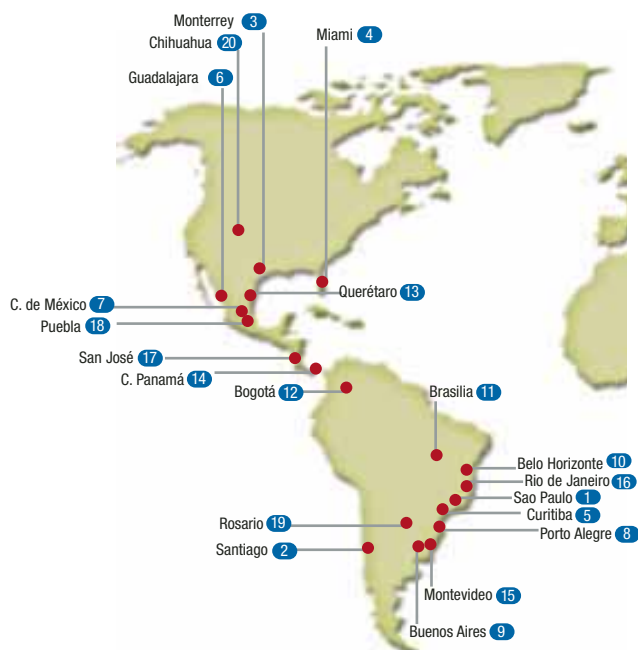 Monterrey 3
Miami 4
Chihuahua 20
Guadalajara 6
Querétaro 13
C. de México 7
Puebla 18
San José 17
C. Panamá 14
Bogotá 12
Brasilia 11
Belo Horizonte 10
Rio de Janeiro 16
Sao Paulo 1
Curitiba 5
Rosario 19
Porto Alegre 8
Santiago 2
Montevideo 15
Buenos Aires 9